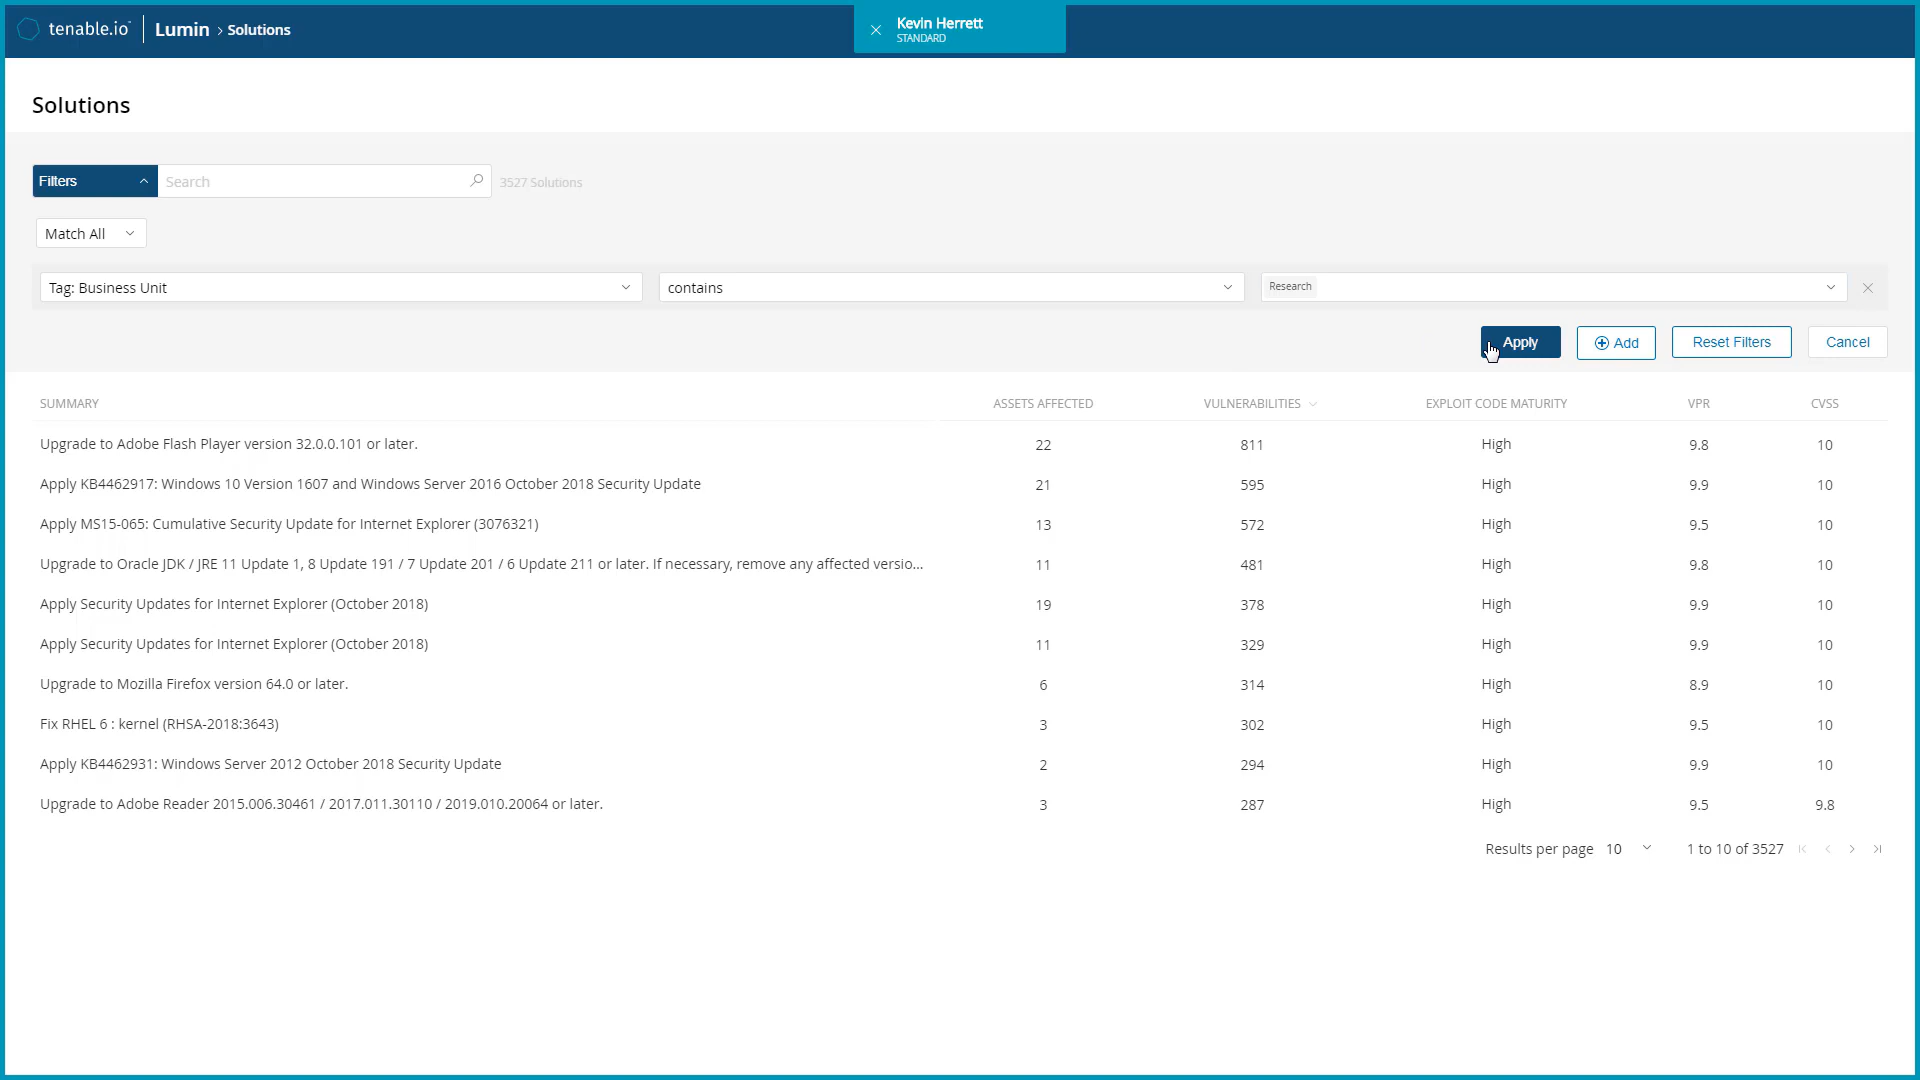 tenable.io Lumin > Solutions
Kevin Herrett
STANDARD
Solutions
Filters Search 3527 Solutions
Match All
Tag: Business Unit contains Research
Apply Add Reset Filters Cancel
SUMMARY ASSETS AFFECTED VULNERABILITIES EXPLOIT CODE MATURITY VPR CVSS
Upgrade to Adobe Flash Player version 32.0.0.101 or later. 22 811 High 9.8 10
Apply KB4462917: Windows 10 Version 1607 and Windows Server 2016 October 2018 Security Update 21 595 High 9.9 10
Apply MS15-065: Cumulative Security Update for Internet Explorer (3076321) 13 572 High 9.5 10
Upgrade to Oracle JDK / JRE 11 Update 1, 8 Update 191 / 7 Update 201 / 6 Update 211 or later. If necessary, remove any affected versio... 11 481 High 9.8 10
Apply Security Updates for Internet Explorer (October 2018) 19 378 High 9.9 10
Apply Security Updates for Internet Explorer (October 2018) 11 329 High 9.9 10
Upgrade to Mozilla Firefox version 64.0 or later. 6 314 High 8.9 10
Fix RHEL 6 : kernel (RHSA-2018:3643) 3 302 High 9.5 10
Apply KB4462931: Windows Server 2012 October 2018 Security Update 2 294 High 9.9 10
Upgrade to Adobe Reader 2015.006.30461 / 2017.011.30110 / 2019.010.20064 or later. 3 287 High 9.5 9.8
Results per page 10 1 to 10 of 3527